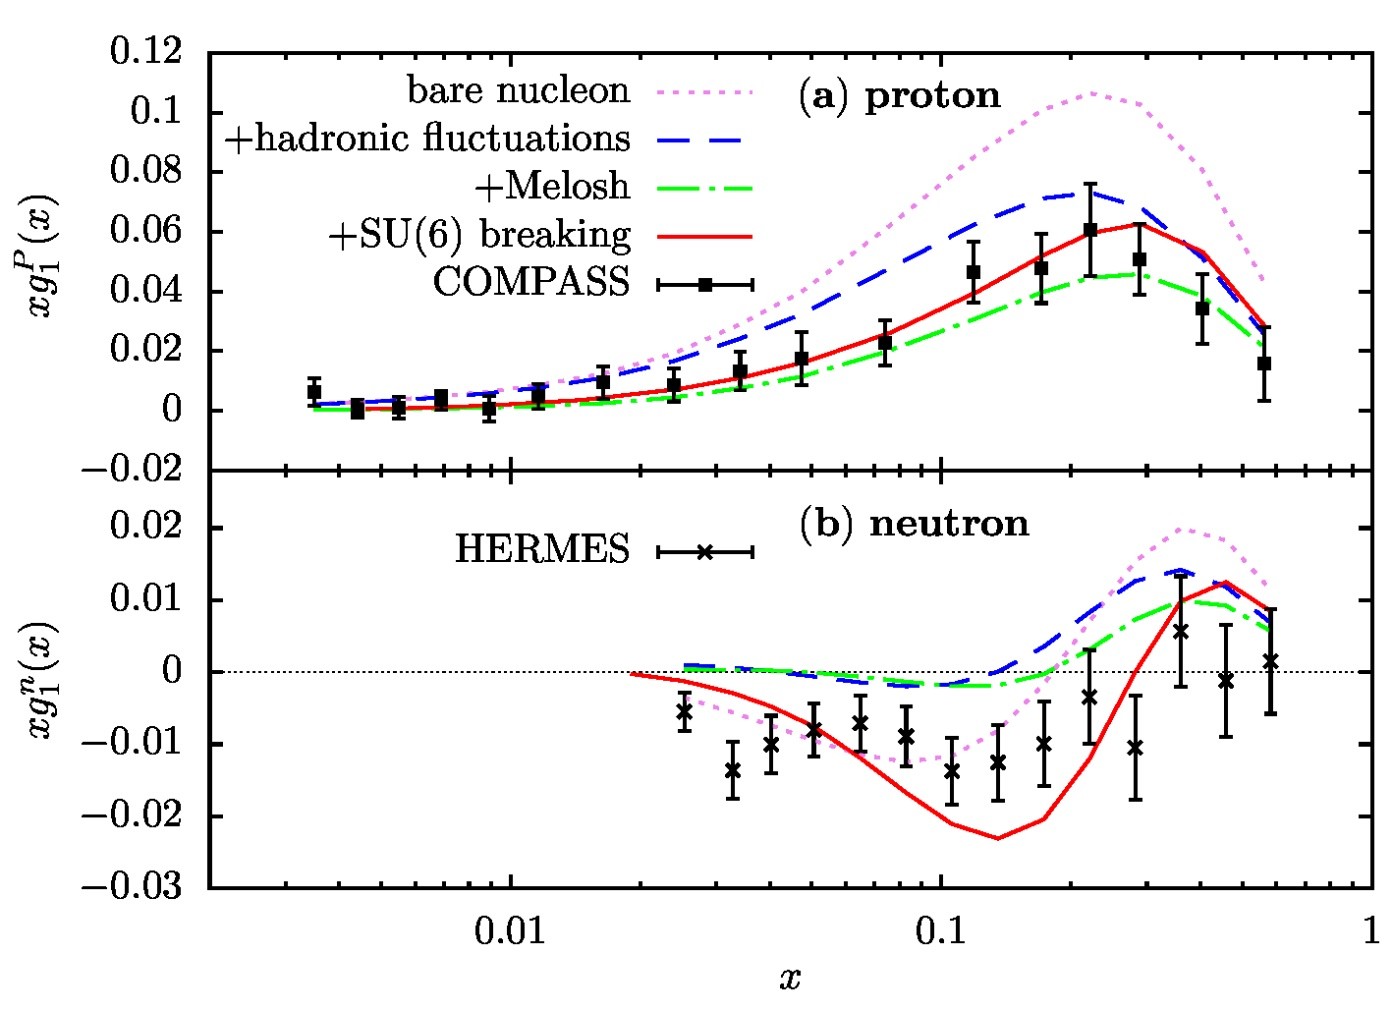 0.12
bare nucleon
(a) proton
0.1
+hadronic fluctuations
0.08
+Melosh
0.06
+SU(6) breaking
0.04
COMPASS
0.02
0
−0.02
xg₁ᴾ(x)
(b) neutron
0.02
HERMES
0.01
0
−0.01
−0.02
−0.03
xg₁ⁿ(x)
0.01 0.1 1
x